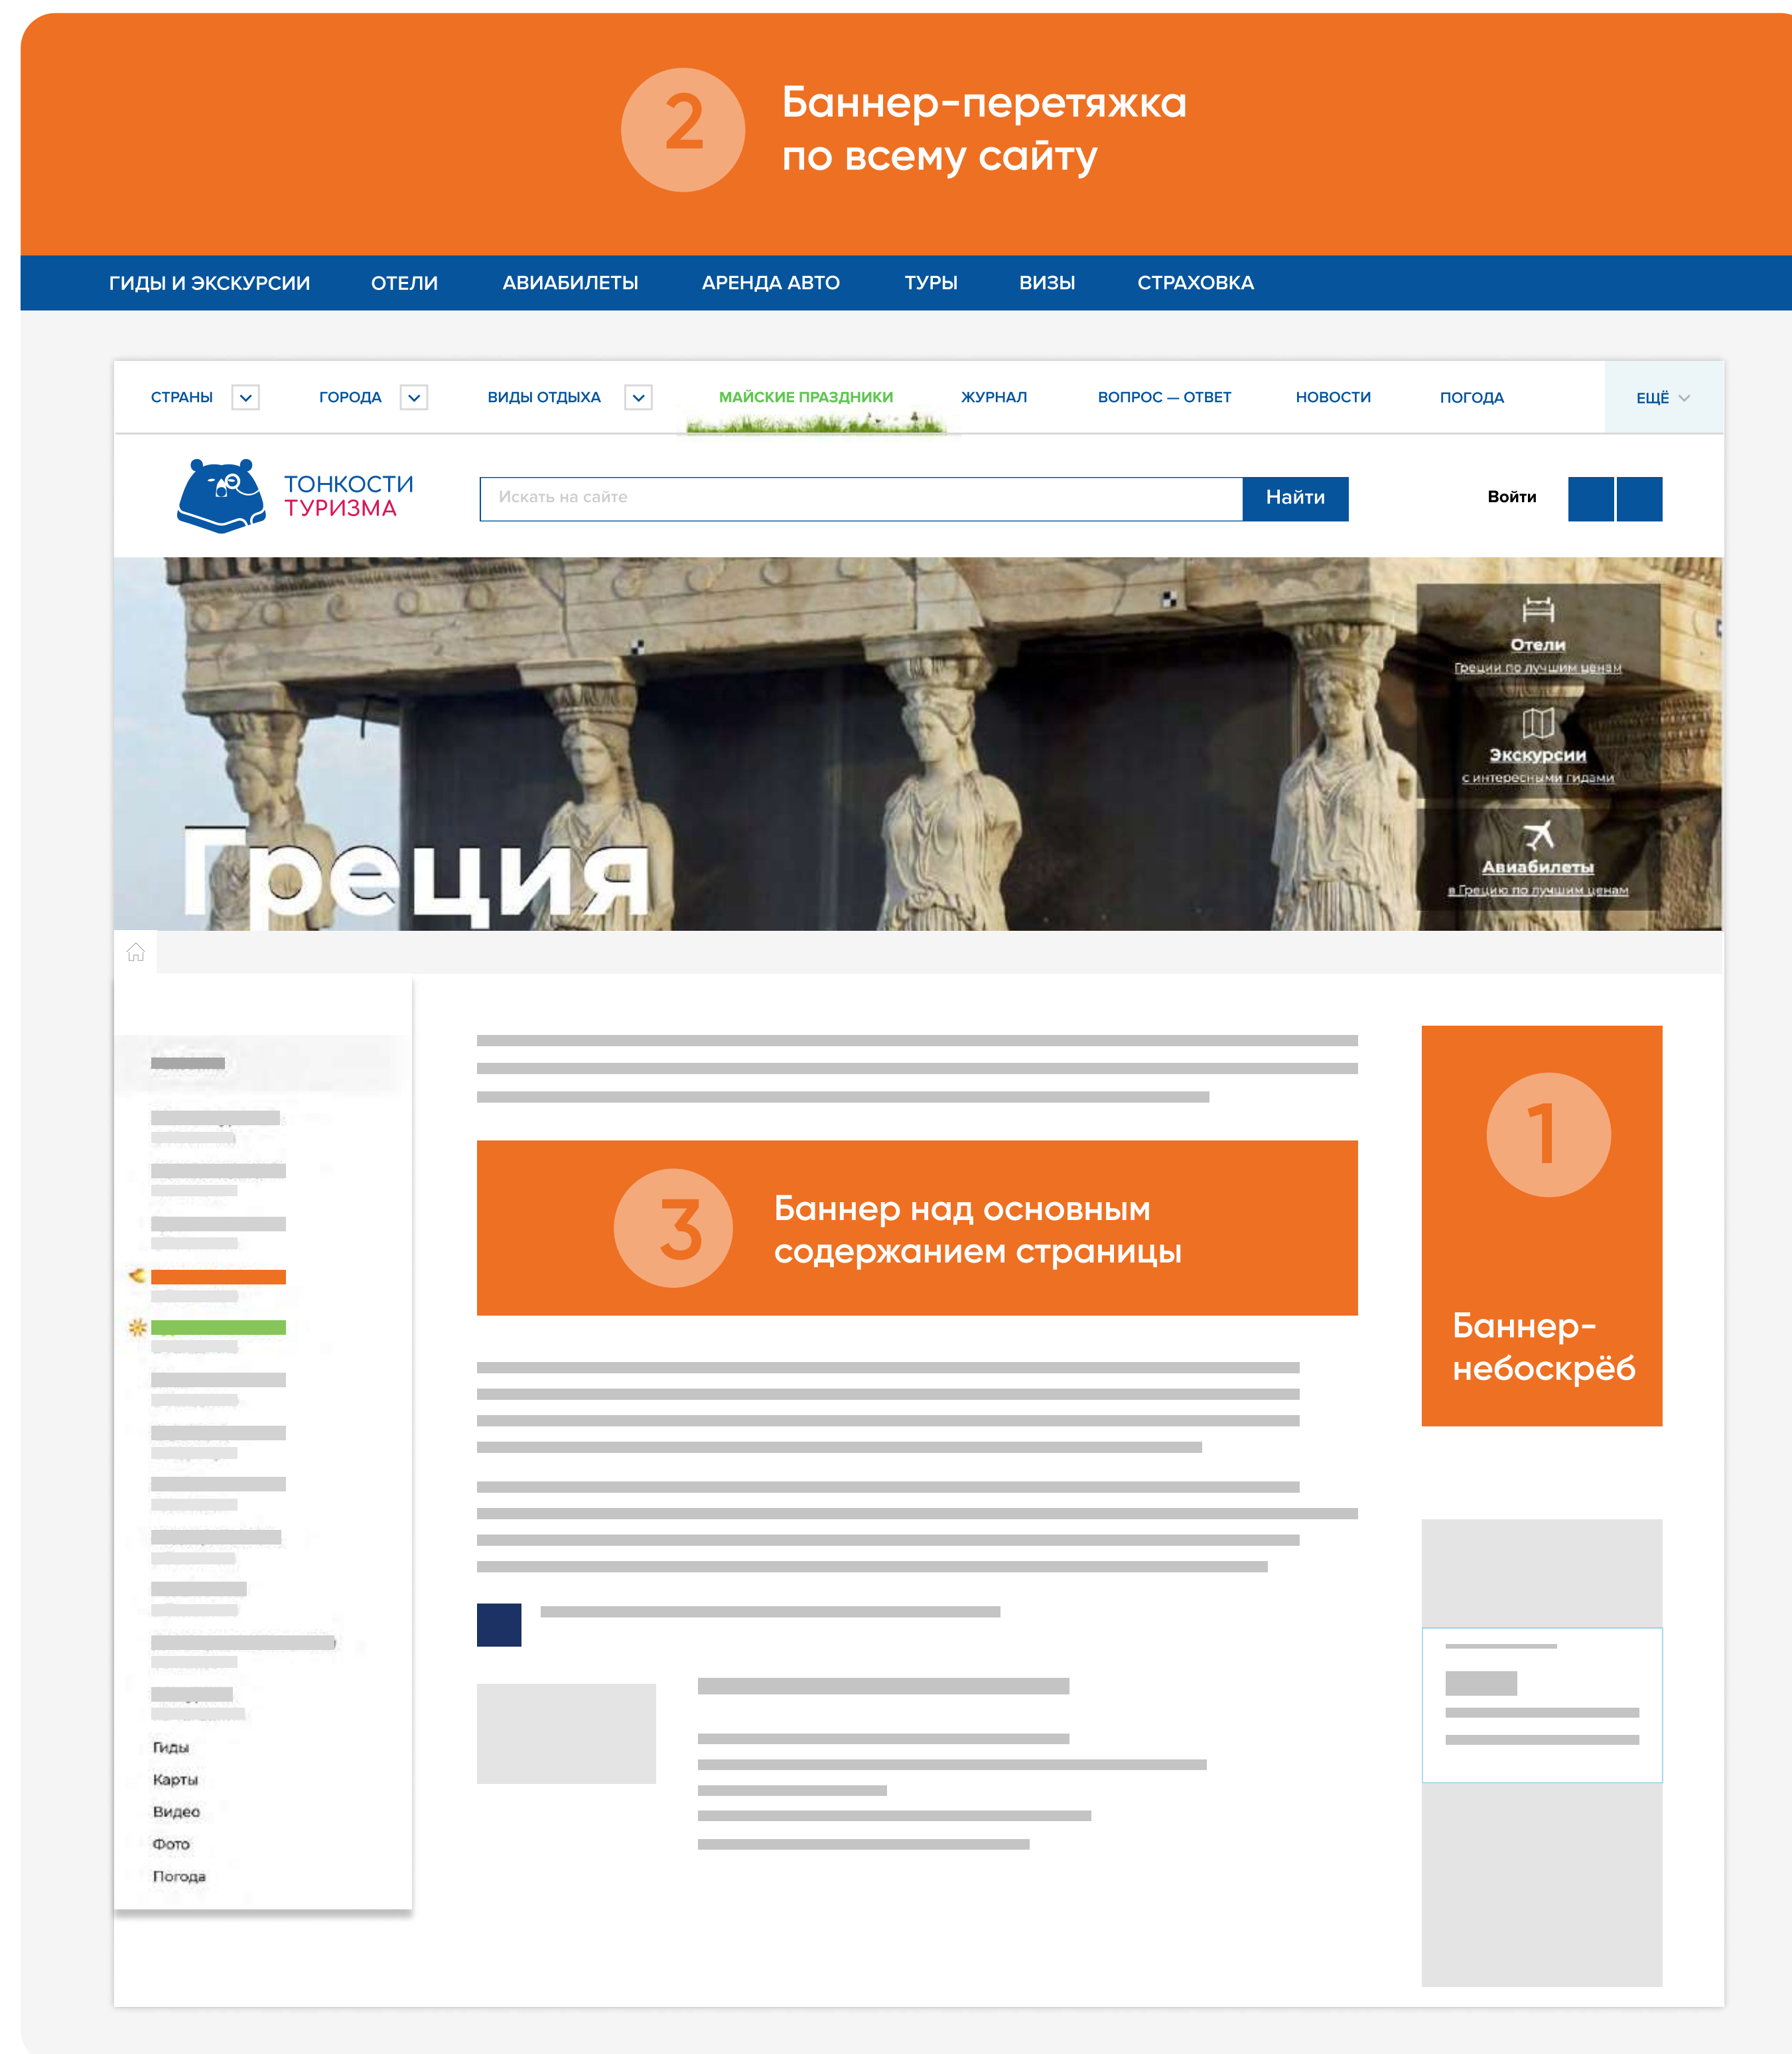 2
Баннер-перетяжка
по всему сайту
ГИДЫ И ЭКСКУРСИИ ОТЕЛИ АВИАБИЛЕТЫ АРЕНДА АВТО ТУРЫ ВИЗЫ СТРАХОВКА
СТРАНЫ ГОРОДА ВИДЫ ОТДЫХА МАЙСКИЕ ПРАЗДНИКИ ЖУРНАЛ ВОПРОС — ОТВЕТ НОВОСТИ ПОГОДА ЕЩЁ
ТОНКОСТИ
ТУРИЗМА
Искать на сайте
Найти
Войти
Отели
Греции по лучшим ценам
Экскурсии
с интересными гидами
Авиабилеты
в Грецию по лучшим ценам
Греция
1
Баннер-
небоскрёб
3
Баннер над основным
содержанием страницы
Гиды
Карты
Видео
Фото
Погода